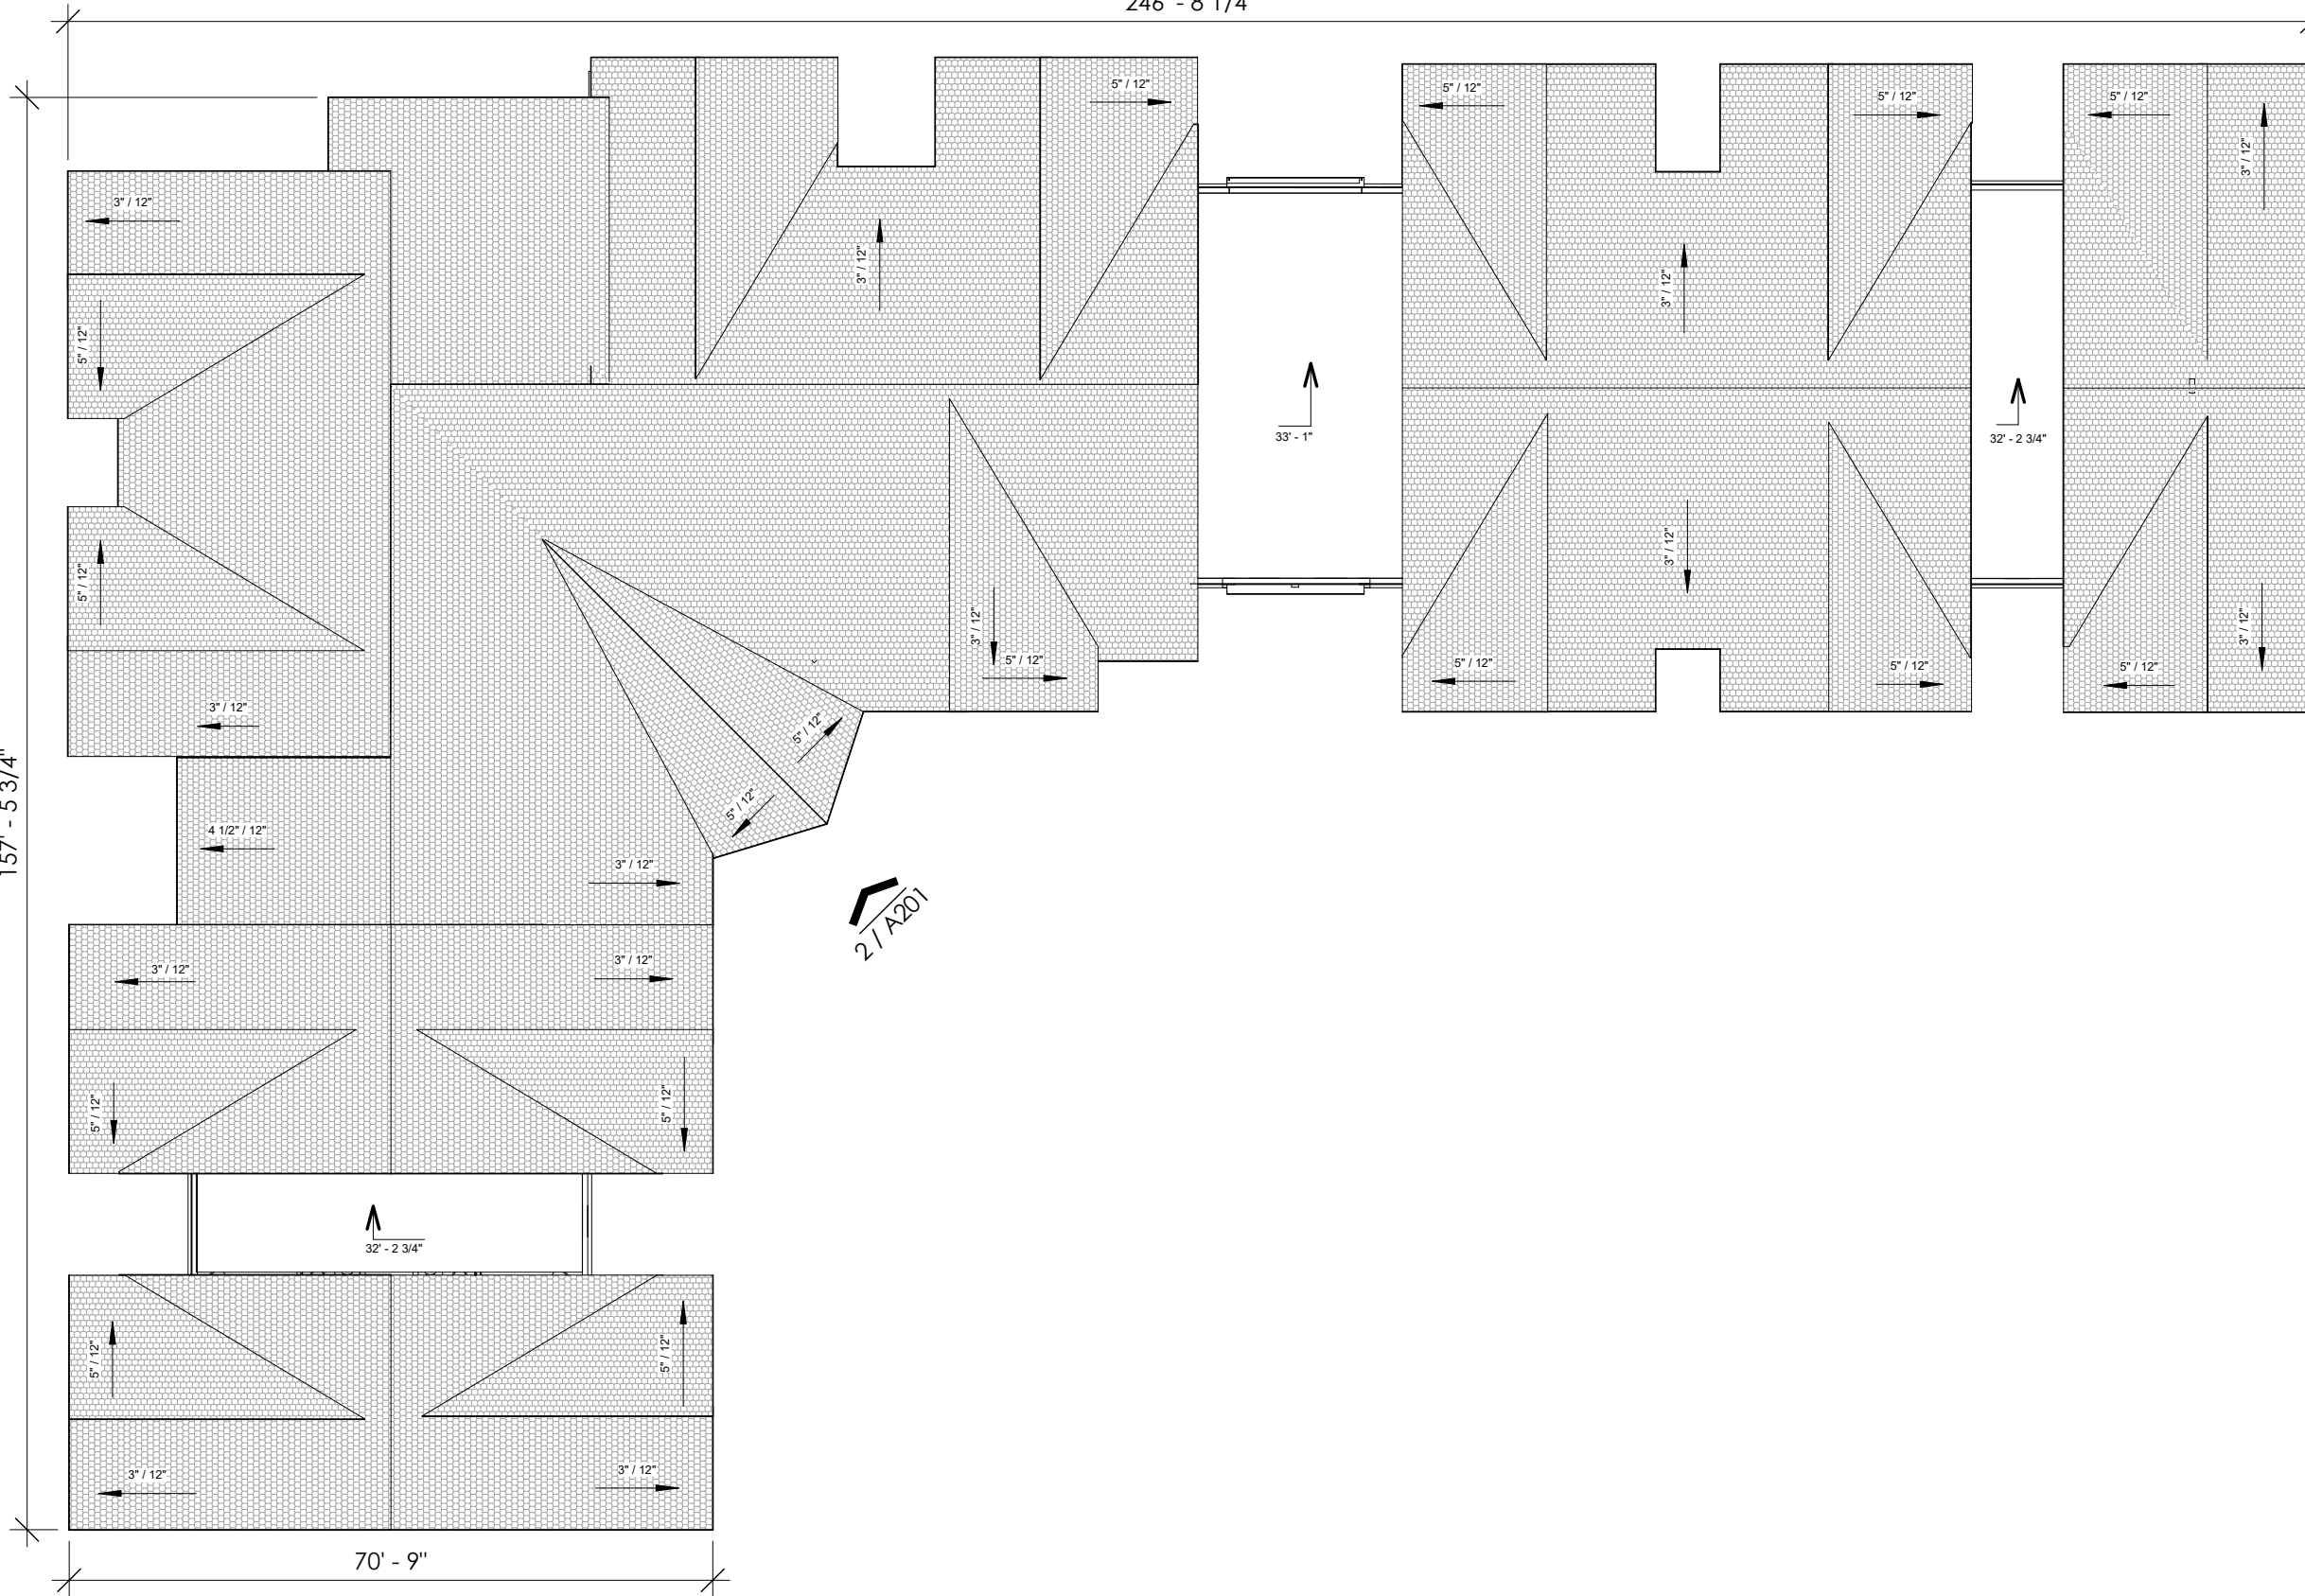 246' - 8 1/4"
5" / 12"
5" / 12"
5" / 12"
5" / 12"
3" / 12"
3" / 12"
3" / 12"
3" / 12"
5" / 12"
33' - 1"
32' - 2 3/4"
5" / 12"
3" / 12"
3" / 12"
3" / 12"
5" / 12"
5" / 12"
5" / 12"
5" / 12"
3" / 12"
5" / 12"
5" / 12"
157' - 5 3/4"
4 1/2" / 12"
3" / 12"
2 / A201
3" / 12"
3" / 12"
5" / 12"
5" / 12"
32' - 2 3/4"
5" / 12"
5" / 12"
3" / 12"
3" / 12"
70' - 9"